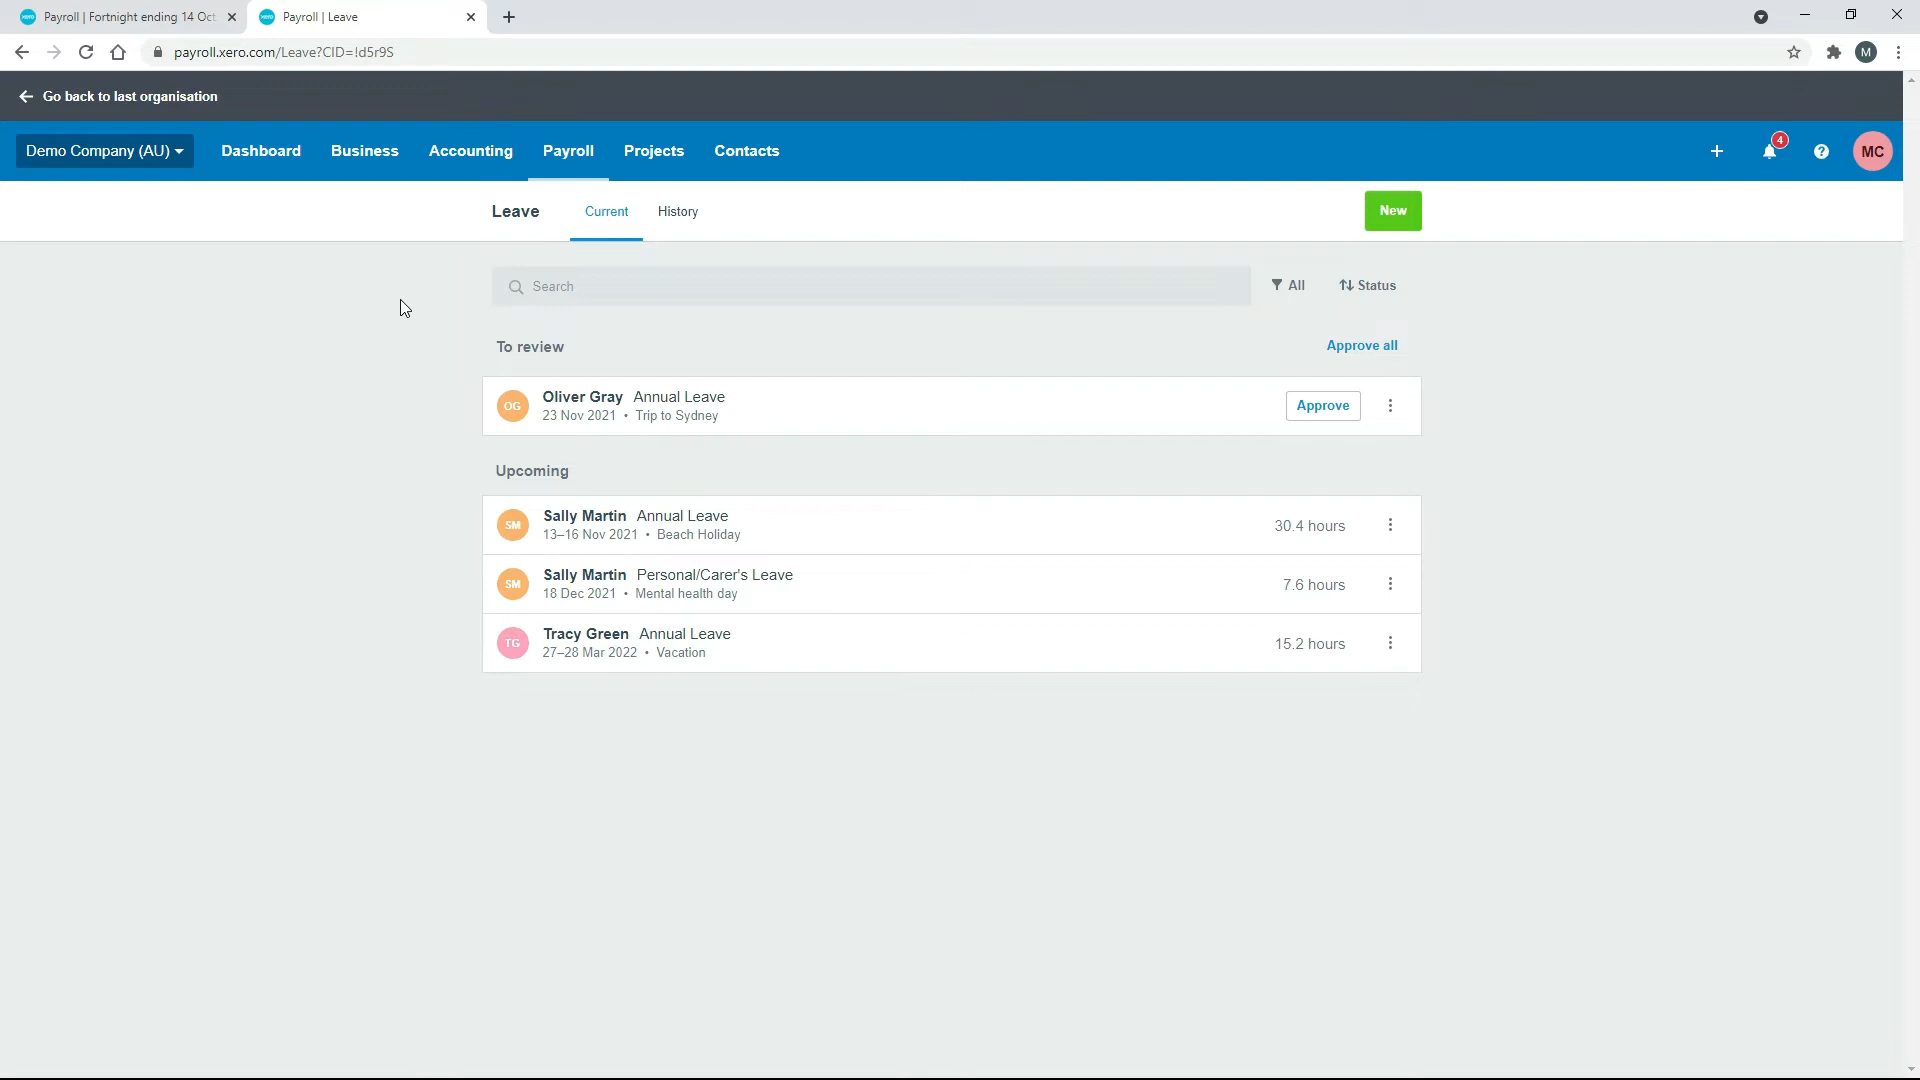 Payroll | Fortnight ending 14 Oct
Payroll | Leave
payroll.xero.com/Leave?CID=!d5r9S
M
Go back to last organisation
Demo Company (AU)
Dashboard
Business
Accounting
Payroll
Projects
Contacts
4
MC
Leave
Current
History
New
Search
All
Status
To review
Approve all
OG
Oliver Gray Annual Leave
23 Nov 2021 • Trip to Sydney
Approve
Upcoming
SM
Sally Martin Annual Leave
13–16 Nov 2021 • Beach Holiday
30.4 hours
SM
Sally Martin Personal/Carer's Leave
18 Dec 2021 • Mental health day
7.6 hours
TG
Tracy Green Annual Leave
27–28 Mar 2022 • Vacation
15.2 hours